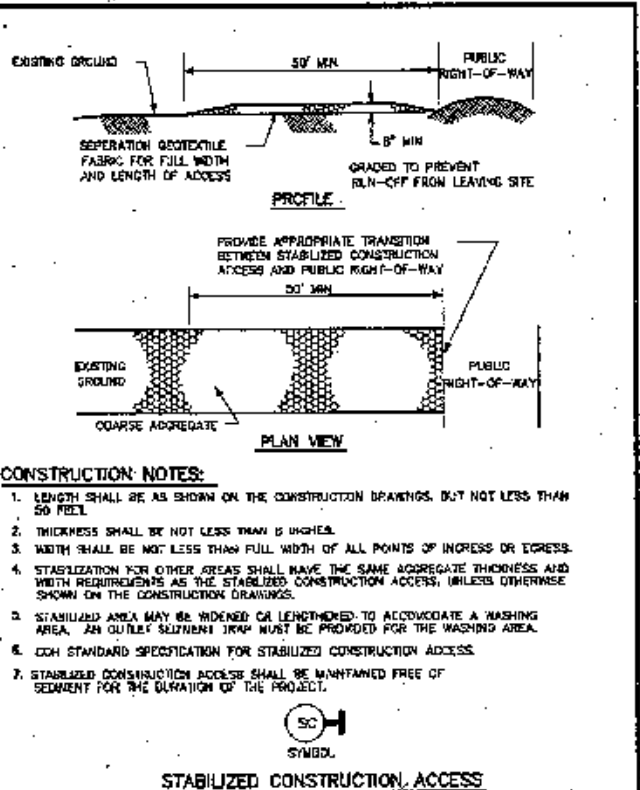 EXISTING GROUND
50' MIN
PUBLIC
RIGHT-OF-WAY
SEPERATION GEOTEXTILE
FABRIC FOR FULL WIDTH
AND LENGTH OF ACCESS
MIN
GRADED TO PREVENT
RUN-OFF FROM LEAVING SITE
PROFILE
PROVIDE APPROPRIATE TRANSITION
BETWEEN STABILIZED CONSTRUCTION
ACCESS AND PUBLIC RIGHT-OF-WAY
50' MIN
EXISTING
GROUND
PUBLIC
RIGHT-OF-WAY
COARSE AGGREGATE
PLAN VIEW
CONSTRUCTION NOTES:
1. LENGTH SHALL BE AS SHOWN ON THE CONSTRUCTION DRAWINGS, BUT NOT LESS THAN
50 FEET.
2. THICKNESS SHALL BE NOT LESS THAN INCHES.
3. WIDTH SHALL BE NOT LESS THAN FULL WIDTH OF ALL POINTS OF INGRESS OR EGRESS.
4. STABILIZATION FOR OTHER AREAS SHALL HAVE THE SAME AGGREGATE THICKNESS AND
WIDTH REQUIREMENTS AS THE STABILIZED CONSTRUCTION ACCESS, UNLESS OTHERWISE
SHOWN ON THE CONSTRUCTION DRAWINGS.
5. STABILIZED AREA MAY BE WIDENED OR LENGTHENED TO ACCOMODATE A WASHING
AREA. AN OUTLET SEDIMENT TRAP MUST BE PROVIDED FOR THE WASHING AREA.
6. COH STANDARD SPECIFICATION FOR STABILIZED CONSTRUCTION ACCESS.
7. STABILIZED CONSTRUCTION ACCESS SHALL BE MAINTAINED FREE OF
SEDIMENT FOR THE DURATION OF THE PROJECT.
SC
SYMBOL
STABILIZED CONSTRUCTION ACCESS